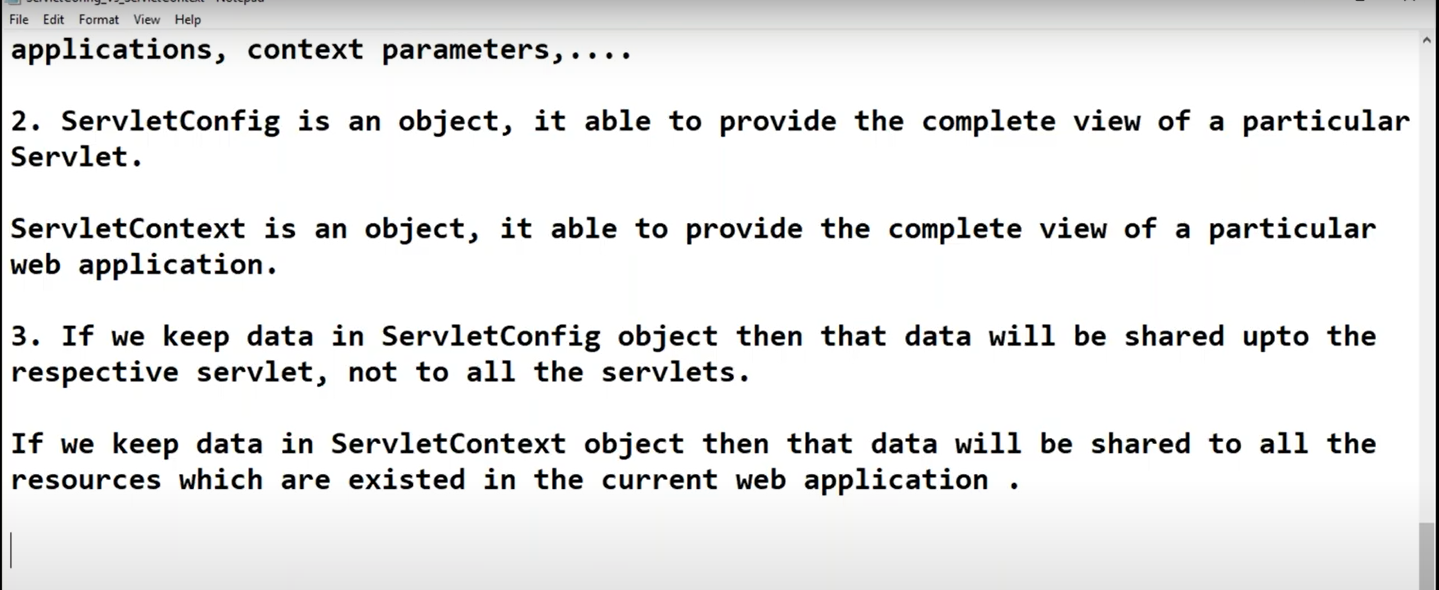 File Edit Format View Help
applications, context parameters,....
2. ServletConfig is an object, it able to provide the complete view of a particular
Servlet.
ServletContext is an object, it able to provide the complete view of a particular
web application.
3. If we keep data in ServletConfig object then that data will be shared upto the
respective servlet, not to all the servlets.
If we keep data in ServletContext object then that data will be shared to all the
resources which are existed in the current web application .